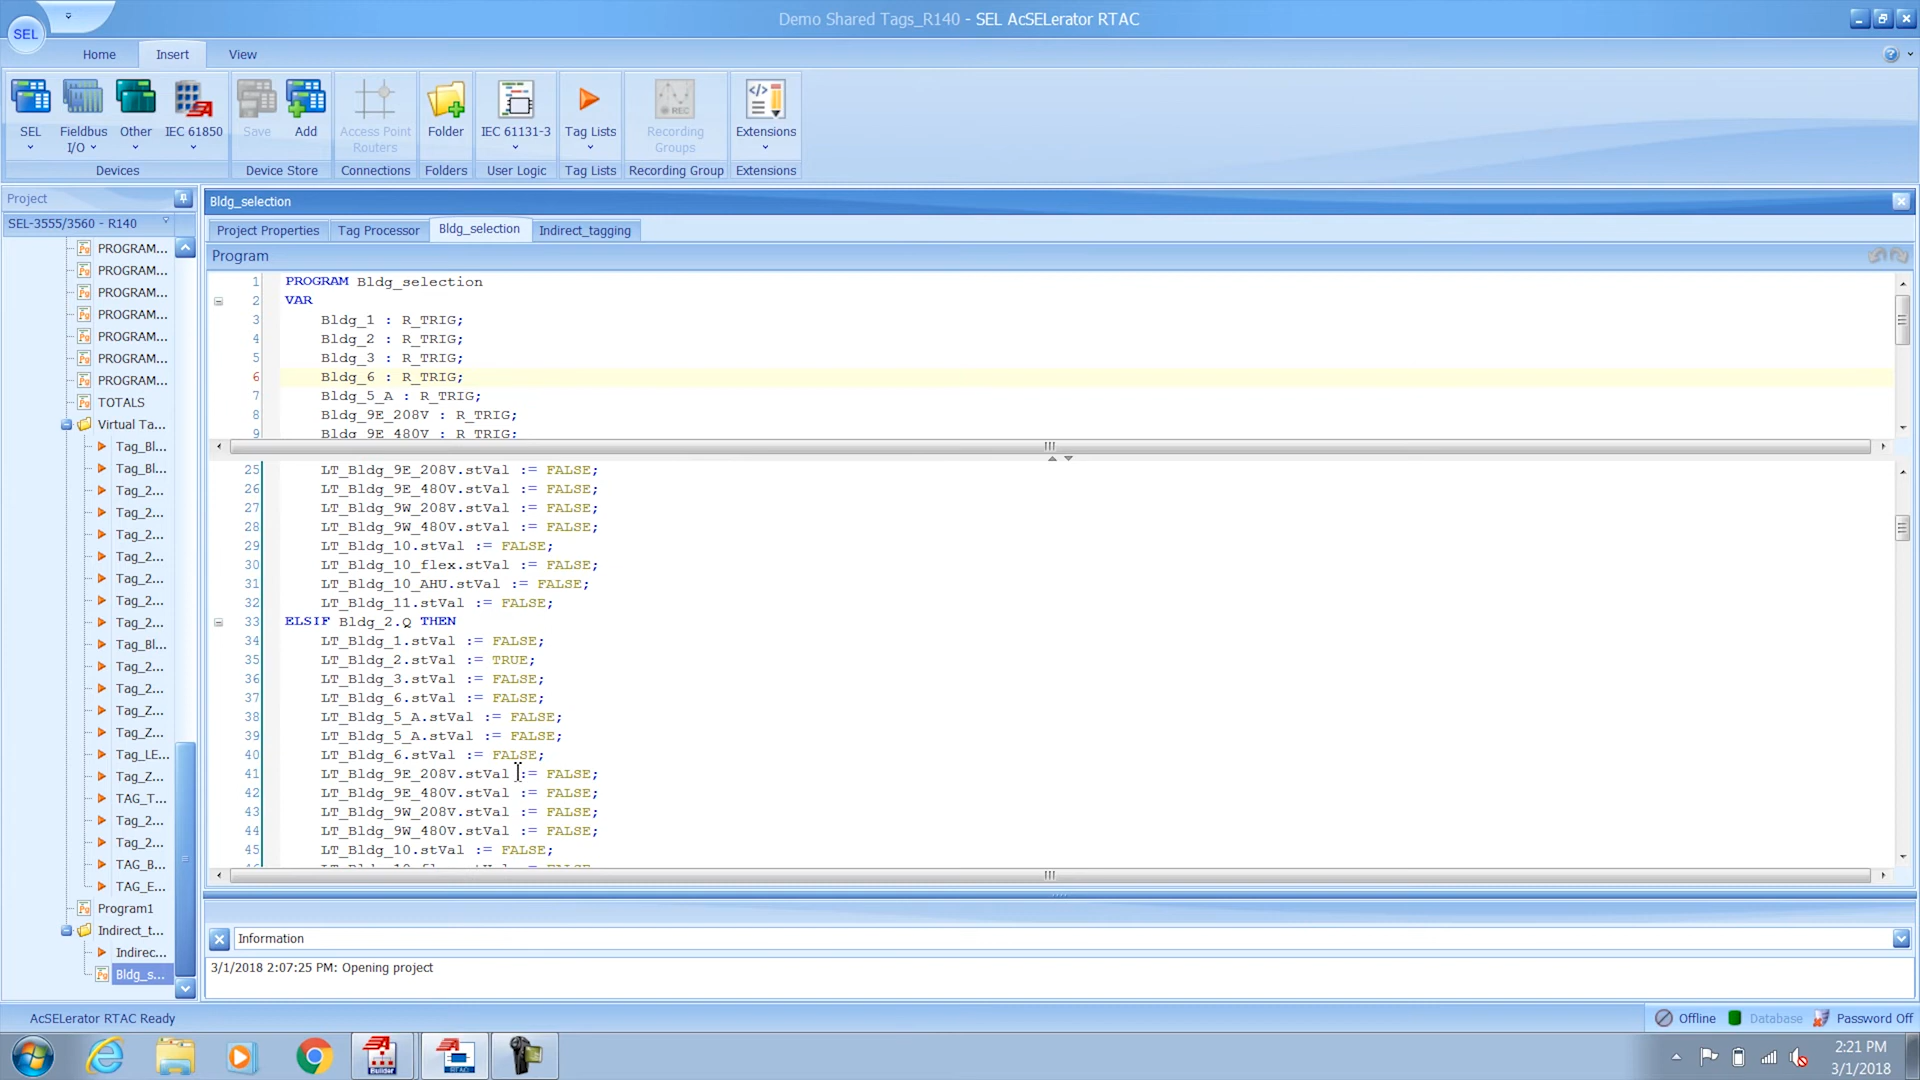 Demo Shared Tags_R140 - SEL AcSELerator RTAC
SEL
Home Insert View
SEL Fieldbus I/O Other IEC 61850 Save Add Access Point Routers Folder IEC 61131-3 Tag Lists Recording Groups Extensions
Devices Device Store Connections Folders User Logic Tag Lists Recording Group Extensions
Project
SEL-3555/3560 - R140
PROGRAM...
PROGRAM...
PROGRAM...
PROGRAM...
PROGRAM...
PROGRAM...
PROGRAM...
TOTALS
Virtual Ta...
Tag_Bl...
Tag_Bl...
Tag_2...
Tag_2...
Tag_2...
Tag_2...
Tag_2...
Tag_2...
Tag_2...
Tag_Bl...
Tag_2...
Tag_2...
Tag_Z...
Tag_Z...
Tag_LE...
Tag_Z...
TAG_T...
Tag_2...
Tag_2...
TAG_B...
TAG_E...
Program1
Indirect_t...
Indirec...
Bldg_s...
Bldg_selection
Project Properties Tag Processor Bldg_selection Indirect_tagging
Program
1 PROGRAM Bldg_selection
2 VAR
3 Bldg_1 : R_TRIG;
4 Bldg_2 : R_TRIG;
5 Bldg_3 : R_TRIG;
6 Bldg_6 : R_TRIG;
7 Bldg_5_A : R_TRIG;
8 Bldg_9E_208V : R_TRIG;
9 Bldg_9E_480V : R_TRIG;
25 LT_Bldg_9E_208V.stVal := FALSE;
26 LT_Bldg_9E_480V.stVal := FALSE;
27 LT_Bldg_9W_208V.stVal := FALSE;
28 LT_Bldg_9W_480V.stVal := FALSE;
29 LT_Bldg_10.stVal := FALSE;
30 LT_Bldg_10_flex.stVal := FALSE;
31 LT_Bldg_10_AHU.stVal := FALSE;
32 LT_Bldg_11.stVal := FALSE;
33 ELSIF Bldg_2.Q THEN
34 LT_Bldg_1.stVal := FALSE;
35 LT_Bldg_2.stVal := TRUE;
36 LT_Bldg_3.stVal := FALSE;
37 LT_Bldg_6.stVal := FALSE;
38 LT_Bldg_5_A.stVal := FALSE;
39 LT_Bldg_5_A.stVal := FALSE;
40 LT_Bldg_6.stVal := FALSE;
41 LT_Bldg_9E_208V.stVal := FALSE;
42 LT_Bldg_9E_480V.stVal := FALSE;
43 LT_Bldg_9W_208V.stVal := FALSE;
44 LT_Bldg_9W_480V.stVal := FALSE;
45 LT_Bldg_10.stVal := FALSE;
Information
3/1/2018 2:07:25 PM: Opening project
AcSELerator RTAC Ready
Offline Database Password Off
2:21 PM
3/1/2018